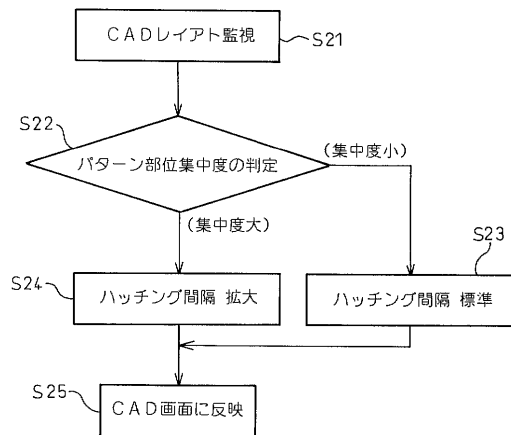 CADレイアト監視
S21
S22
パターン部位集中度の判定
(集中度小)
(集中度大)
S23
S24
ハッチング間隔 拡大
ハッチング間隔 標準
S25
CAD画面に反映